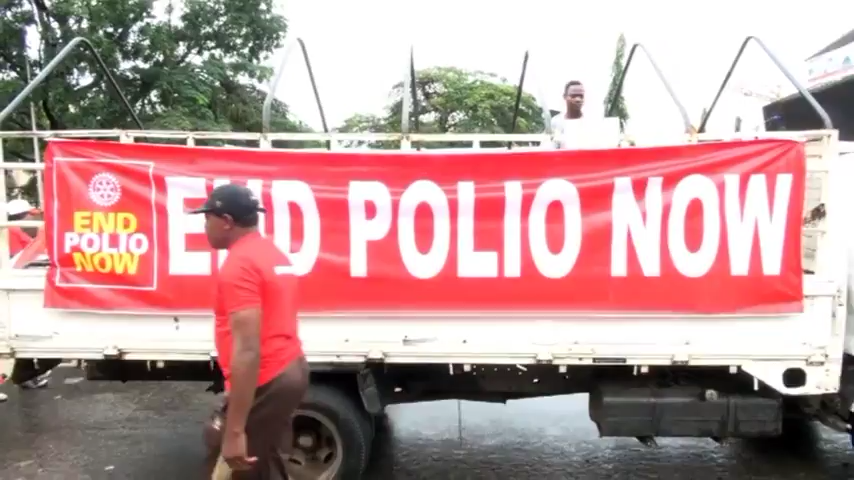 END
POLIO
NOW
END POLIO NOW